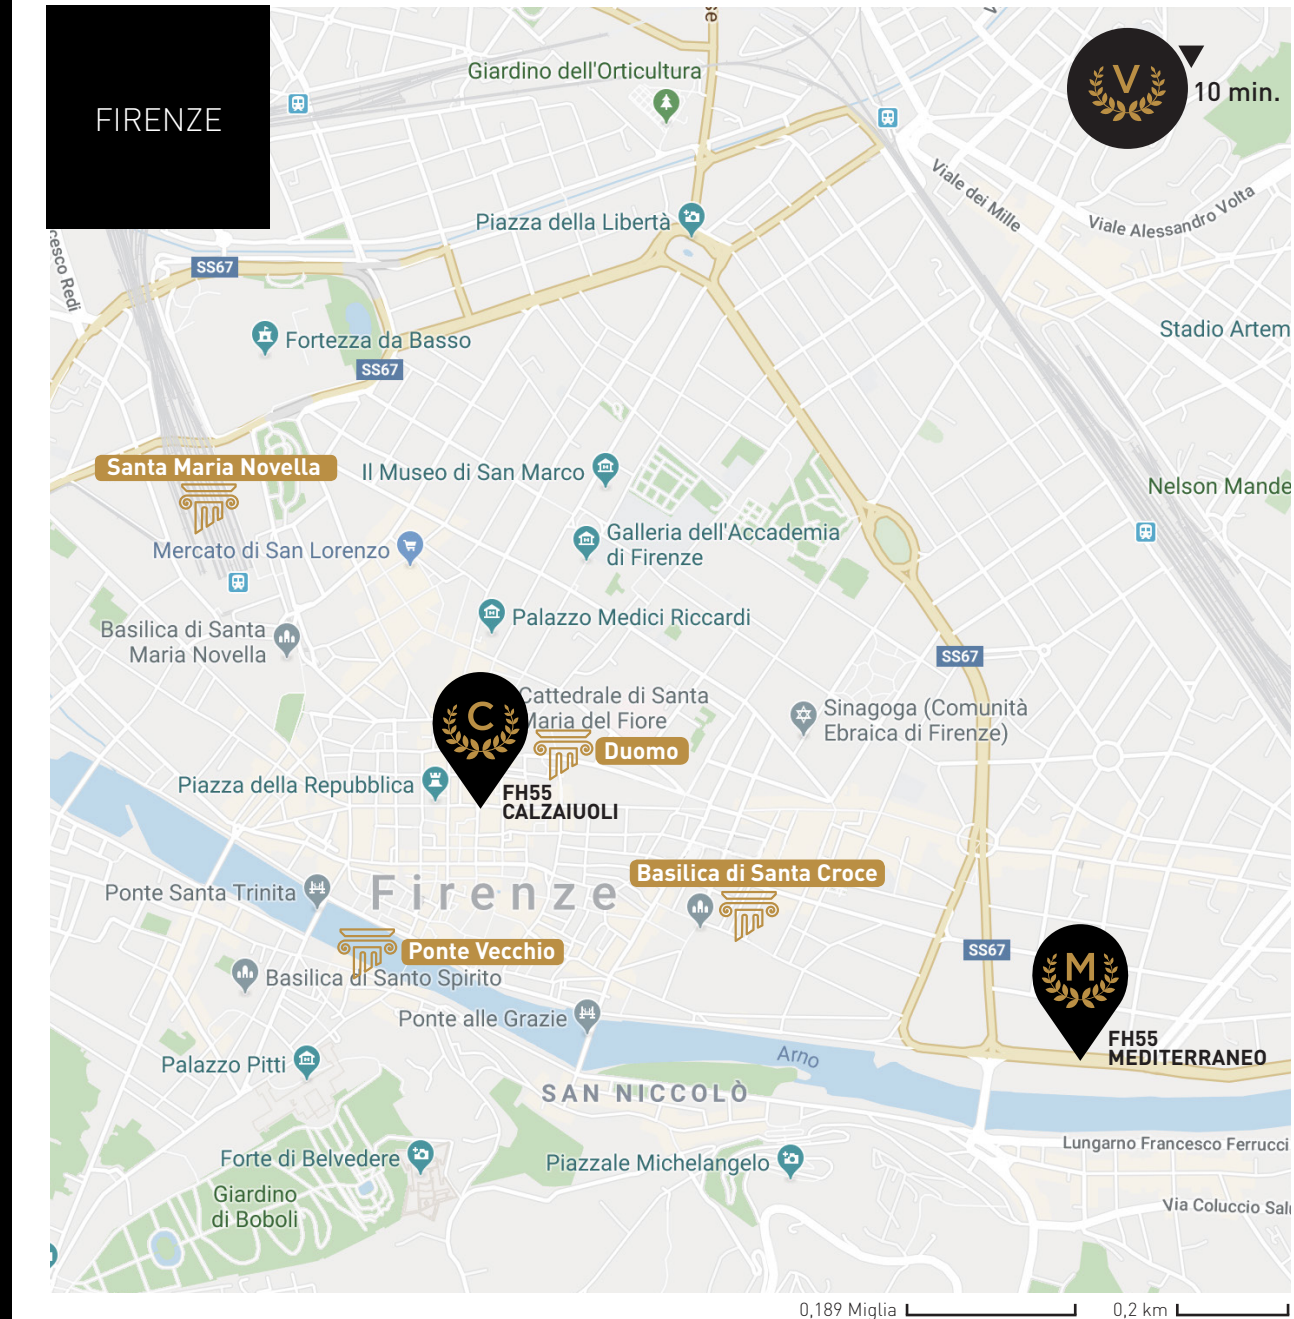 FIRENZE
Giardino dell'Orticultura
V
10 min.
Viale dei Mille
Viale Alessandro Volta
Piazza della Libertà
SS67
Stadio Artem
Fortezza da Basso
SS67
Santa Maria Novella
Il Museo di San Marco
Nelson Mande
Galleria dell'Accademia
di Firenze
Mercato di San Lorenzo
Palazzo Medici Riccardi
Basilica di Santa
Maria Novella
SS67
Cattedrale di Santa
Maria del Fiore
C
Sinagoga (Comunità
Ebraica di Firenze)
Duomo
Piazza della Repubblica
FH55
CALZAIUOLI
Basilica di Santa Croce
Ponte Santa Trinita
Firenze
Ponte Vecchio
SS67
M
Basilica di Santo Spirito
Ponte alle Grazie
FH55
MEDITERRANEO
Arno
Palazzo Pitti
SAN NICCOLÒ
Lungarno Francesco Ferrucci
Forte di Belvedere
Piazzale Michelangelo
Giardino
di Boboli
Via Coluccio Salu
0,189 Miglia
0,2 km